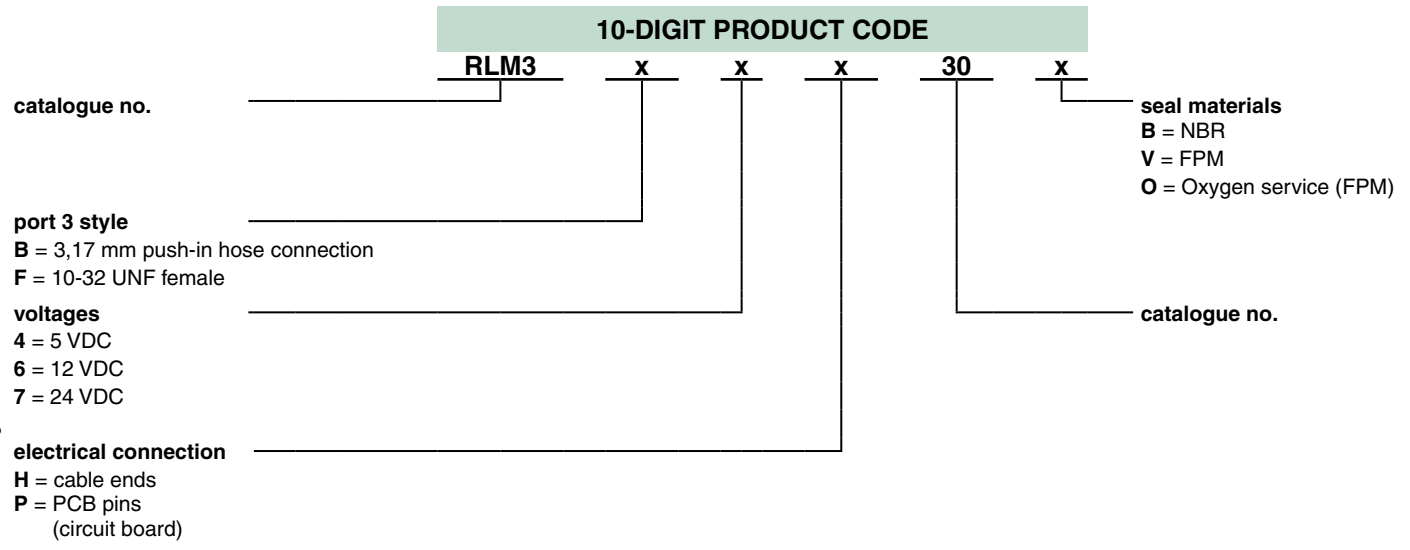 10-DIGIT PRODUCT CODE
RLM3 x x x 30 x
catalogue no.
seal materials
B = NBR
V = FPM
O = Oxygen service (FPM)
port 3 style
B = 3,17 mm push-in hose connection
F = 10-32 UNF female
voltages
4 = 5 VDC
6 = 12 VDC
7 = 24 VDC
catalogue no.
electrical connection
H = cable ends
P = PCB pins
(circuit board)